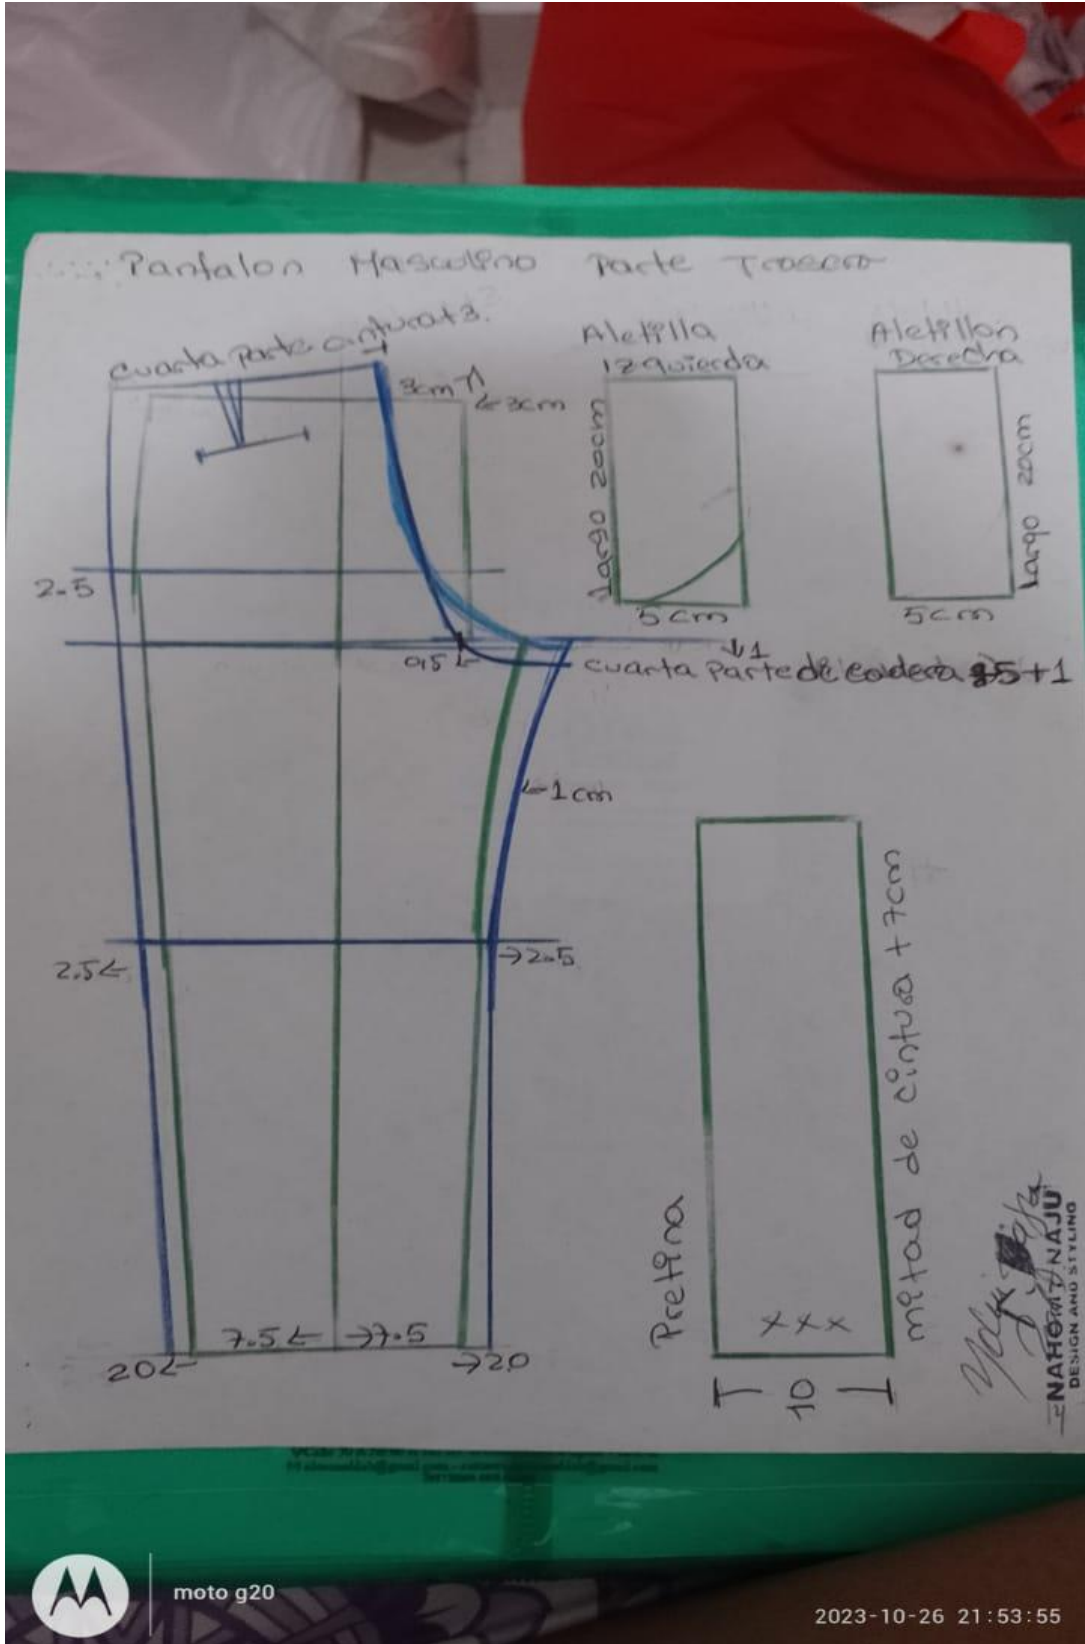 Pantalon Masculino Parte Trasero
Cuarta parte cintura+3.
3cm
3cm
2.5
0,5
1
cuarta parte de cadera 5+1
1cm
2.5
2.5
7.5
7.5
20
20
Aletilla
Izquierda
Largo 20cm
5cm
Aletillon
Derecha
Largo 20cm
5cm
Pretina
mitad de cintura + 7cm
xxx
10
NAHOMY NAJU
DESIGN AND STYLING
moto g20
2023-10-26 21:53:55